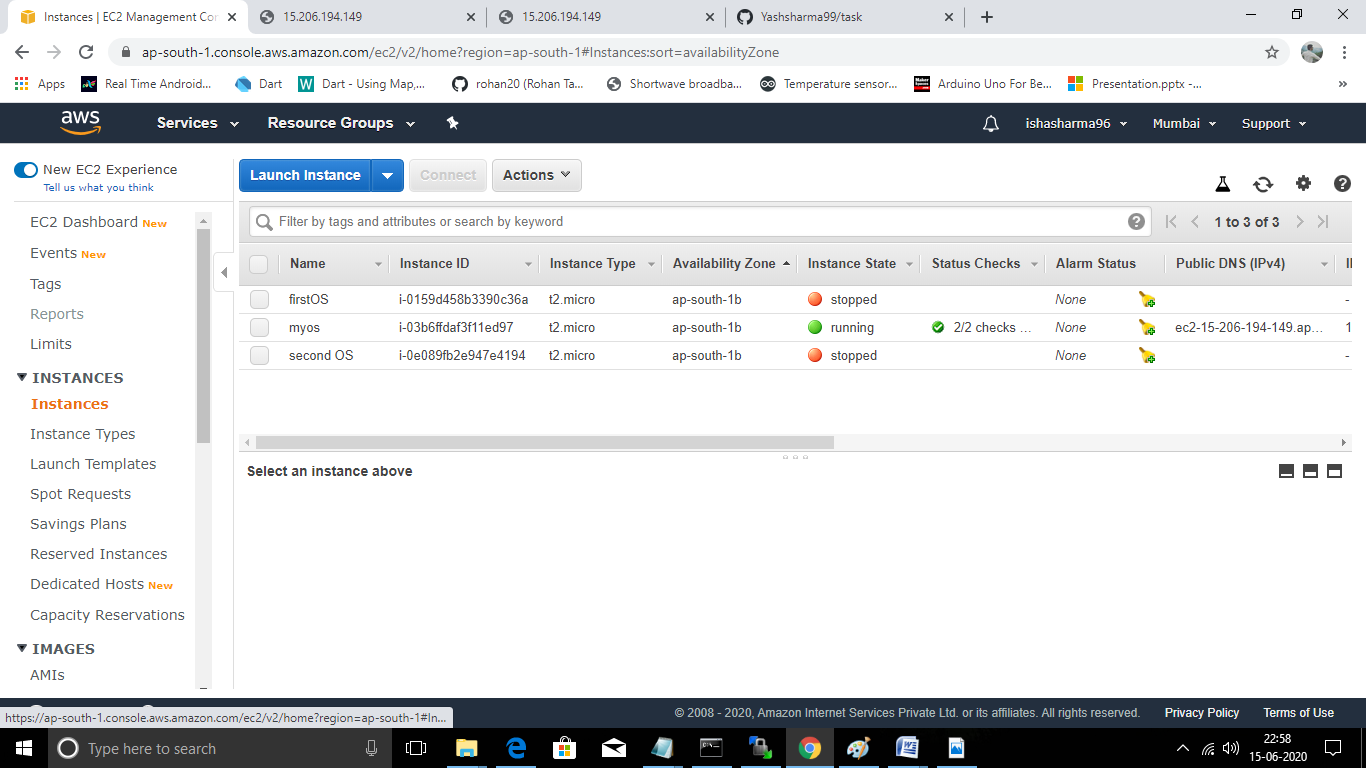 Instances | EC2 Management Con
15.206.194.149
15.206.194.149
Yashsharma99/task
ap-south-1.console.aws.amazon.com/ec2/v2/home?region=ap-south-1#Instances:sort=availabilityZone
Apps Real Time Android... Dart Dart - Using Map,... rohan20 (Rohan Ta... Shortwave broadba... Temperature sensor... Arduino Uno For Be... Presentation.pptx -... »
aws Services Resource Groups ishasharma96 Mumbai Support
New EC2 Experience
Tell us what you think
Launch Instance Connect Actions
EC2 Dashboard New
Events New
Tags
Reports
Limits
INSTANCES
Instances
Instance Types
Launch Templates
Spot Requests
Savings Plans
Reserved Instances
Dedicated Hosts New
Capacity Reservations
IMAGES
AMIs
Filter by tags and attributes or search by keyword 1 to 3 of 3
Name Instance ID Instance Type Availability Zone Instance State Status Checks Alarm Status Public DNS (IPv4)
firstOS i-0159d458b3390c36a t2.micro ap-south-1b stopped None -
myos i-03b6ffdaf3f11ed97 t2.micro ap-south-1b running 2/2 checks ... None ec2-15-206-194-149.ap... 1
second OS i-0e089fb2e947e4194 t2.micro ap-south-1b stopped None -
Select an instance above
https://ap-south-1.console.aws.amazon.com/ec2/v2/home?region=ap-south-1#In...
© 2008 - 2020, Amazon Internet Services Private Ltd. or its affiliates. All rights reserved. Privacy Policy Terms of Use
Type here to search
22:58
15-06-2020